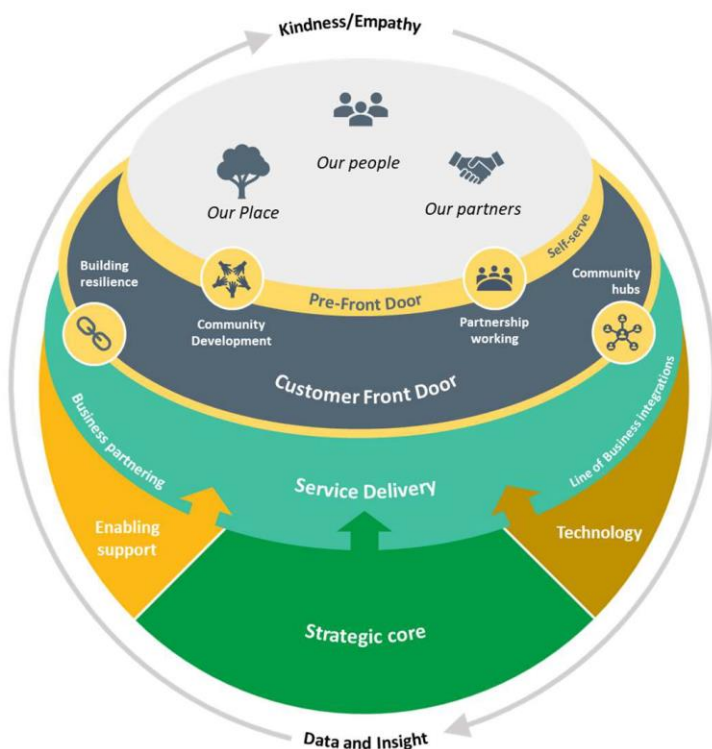 Kindness/Empathy
Our people
Our Place
Our partners
Self-serve
Pre-Front Door
Building
resilience
Community
Development
Partnership
working
Community
hubs
Customer Front Door
Business partnering
Service Delivery
Line of Business integrations
Enabling
support
Technology
Strategic core
Data and Insight